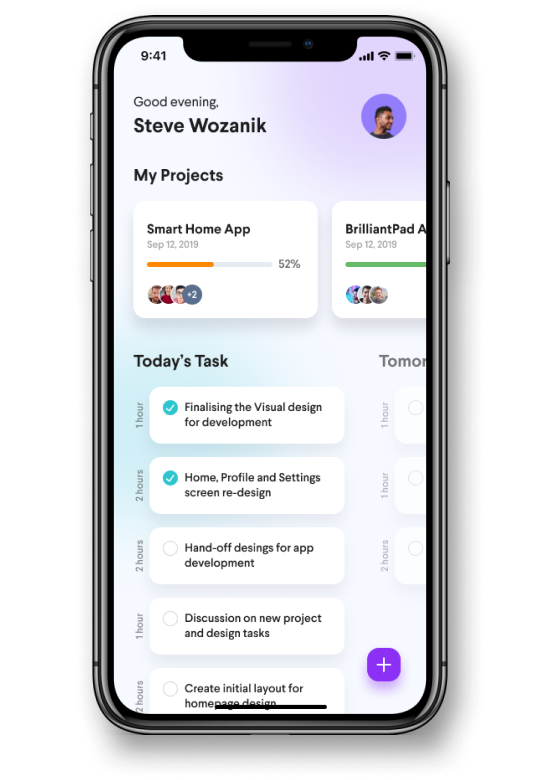 9:41
Good evening,
Steve Wozanik
My Projects
Smart Home App
Sep 12, 2019
52%
+2
BrilliantPad A
Sep 12, 2019
Today's Task
Tomor
1 hour
Finalising the Visual design
for development
1 hour
2 hours
Home, Profile and Settings
screen re-design
1 hour
2 hours
Hand-off desings for app
development
2 hours
1 hour
Discussion on new project
and design tasks
2 hours
Create initial layout for
homepage design